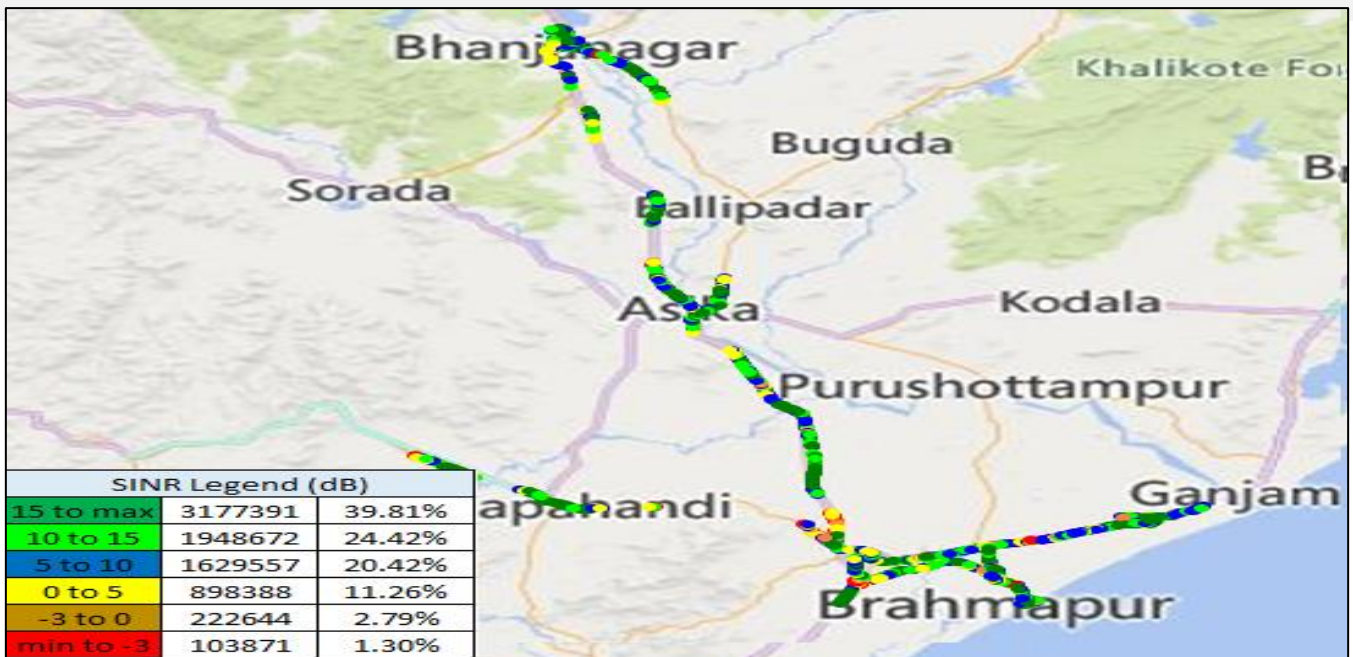 Bhanjanagar
Khalikote For
Buguda
Sorada
Ballipadar
Aska
Kodala
Purushottampur
apahandi
Ganjam
Brahmapur
SINR Legend (dB)
15 to max 3177391 39.81%
10 to 15 1948672 24.42%
5 to 10 1629557 20.42%
0 to 5 898388 11.26%
-3 to 0 222644 2.79%
min to -3 103871 1.30%